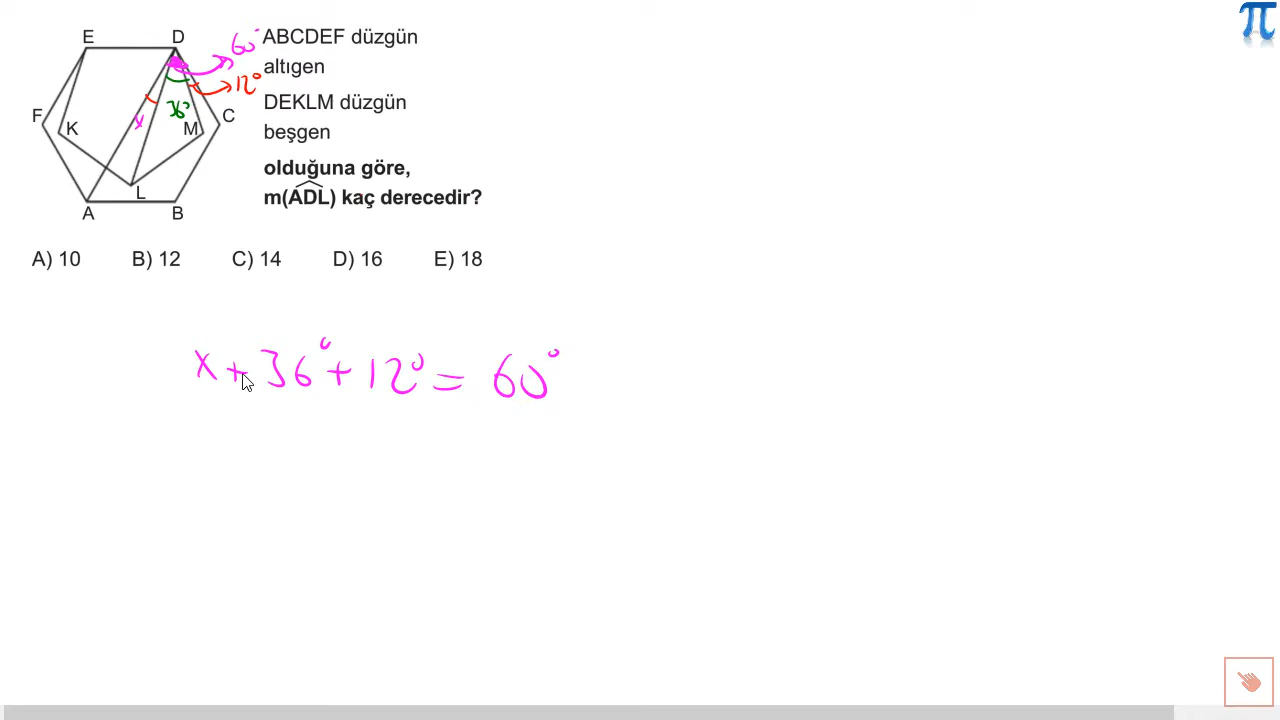 E D 60° ABCDEF düzgün
altıgen
12°
36°
DEKLM düzgün
beşgen
F K x M C
olduğuna göre,
L m(ADL) kaç derecedir?
A B
A) 10 B) 12 C) 14 D) 16 E) 18
x + 36° + 12° = 60°
π